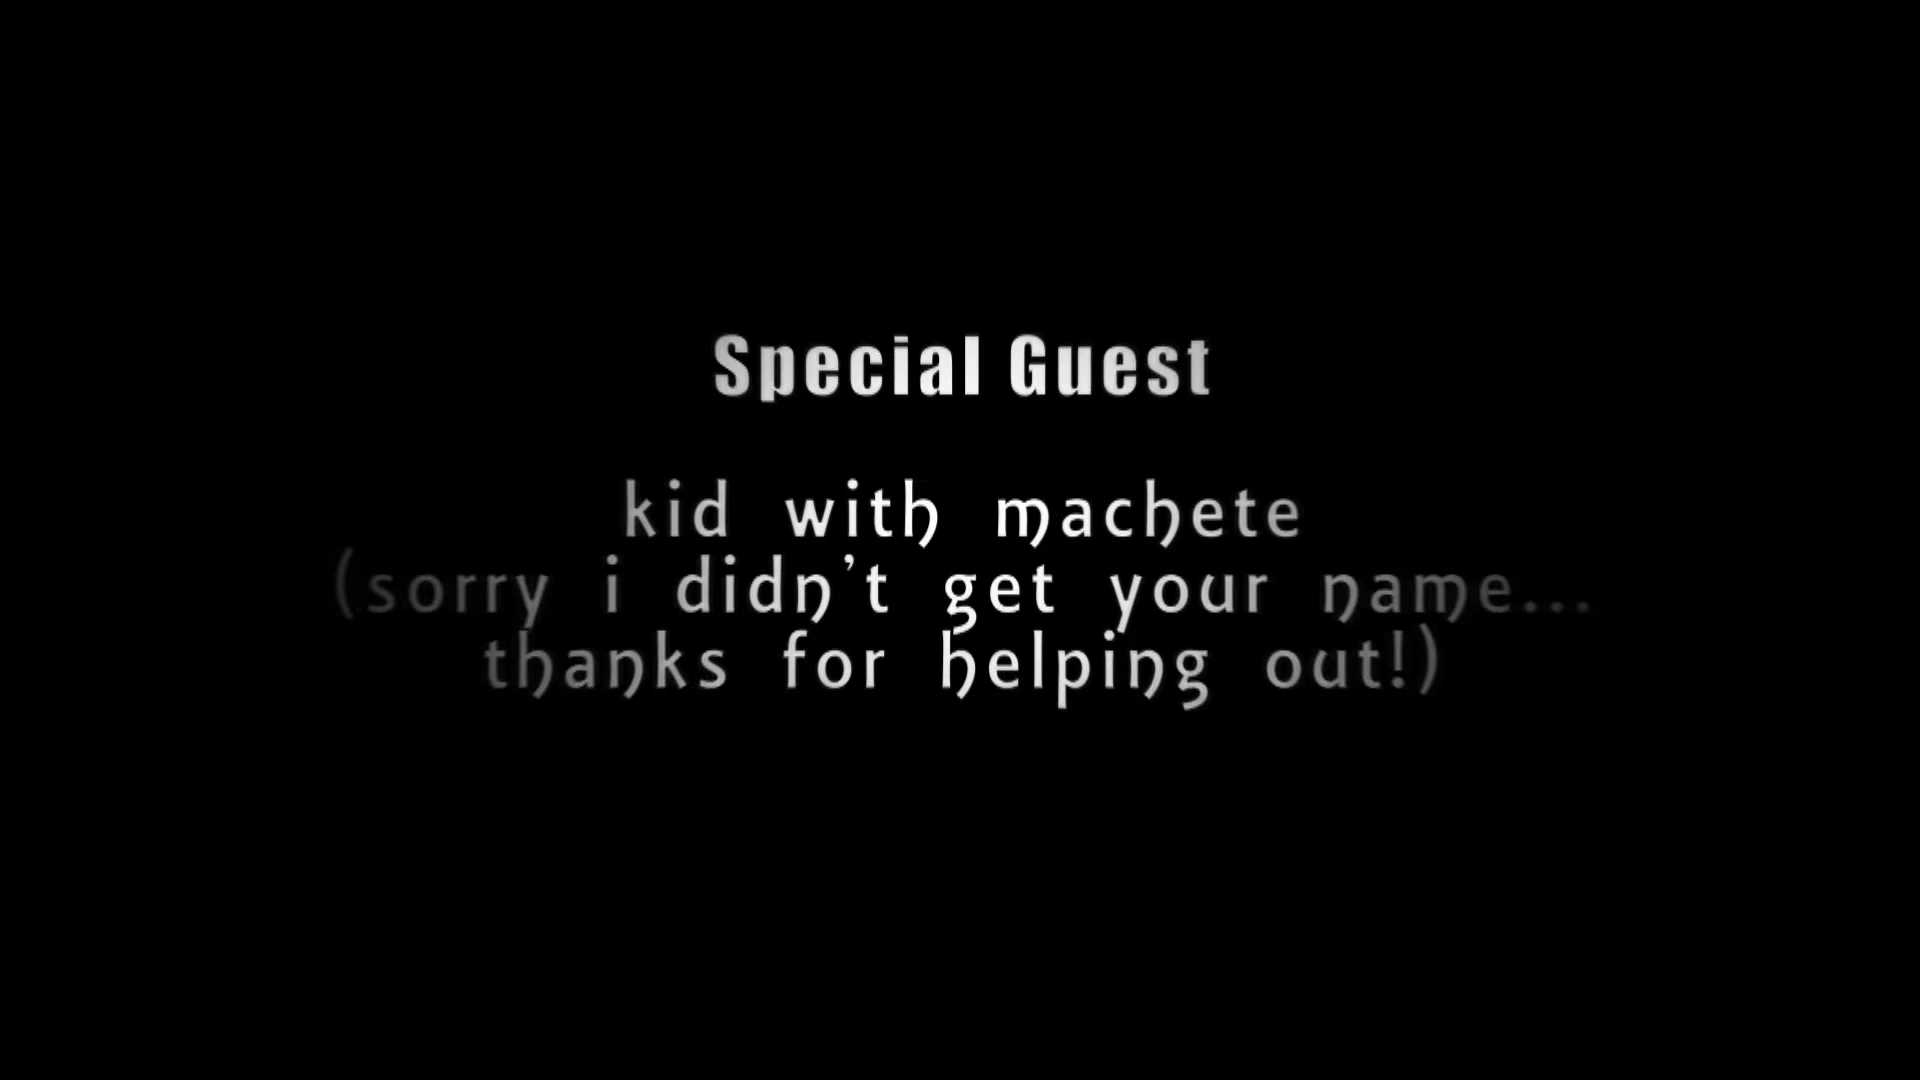 Special Guest
kid with machete
(sorry i didn't get your name...
thanks for helping out!)